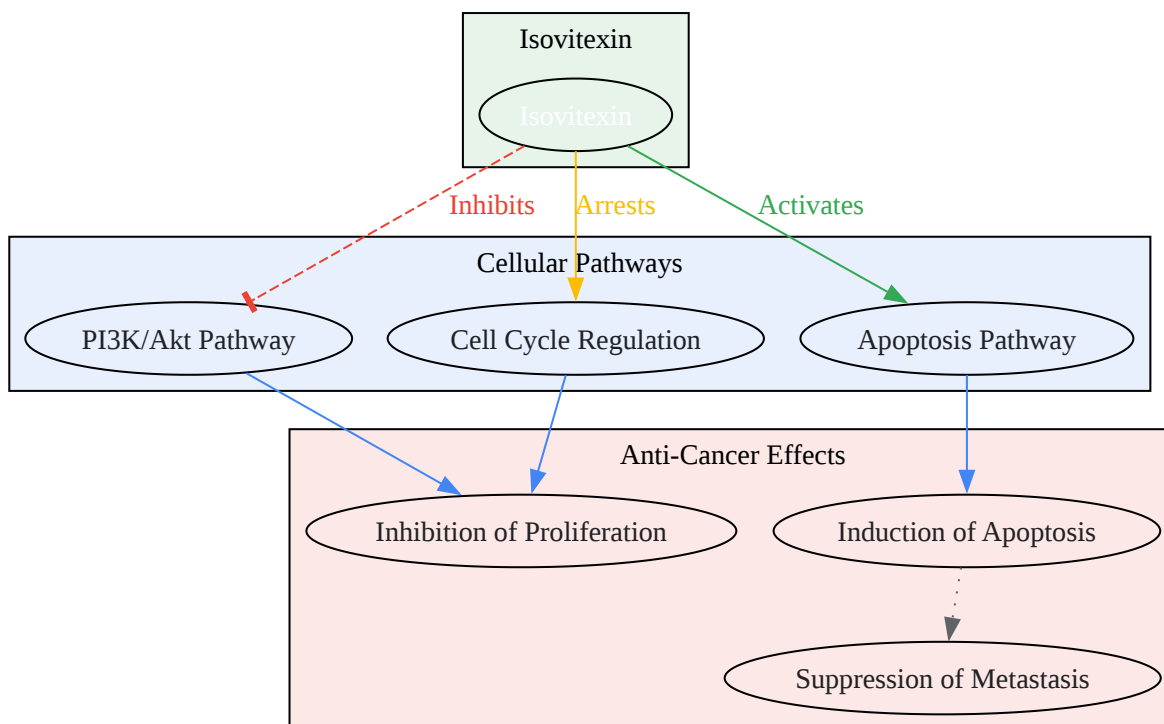 Isovitexin
Isovitexin
Inhibits
Arrests
Activates
Cellular Pathways
PI3K/Akt Pathway
Cell Cycle Regulation
Apoptosis Pathway
Anti-Cancer Effects
Inhibition of Proliferation
Induction of Apoptosis
Suppression of Metastasis